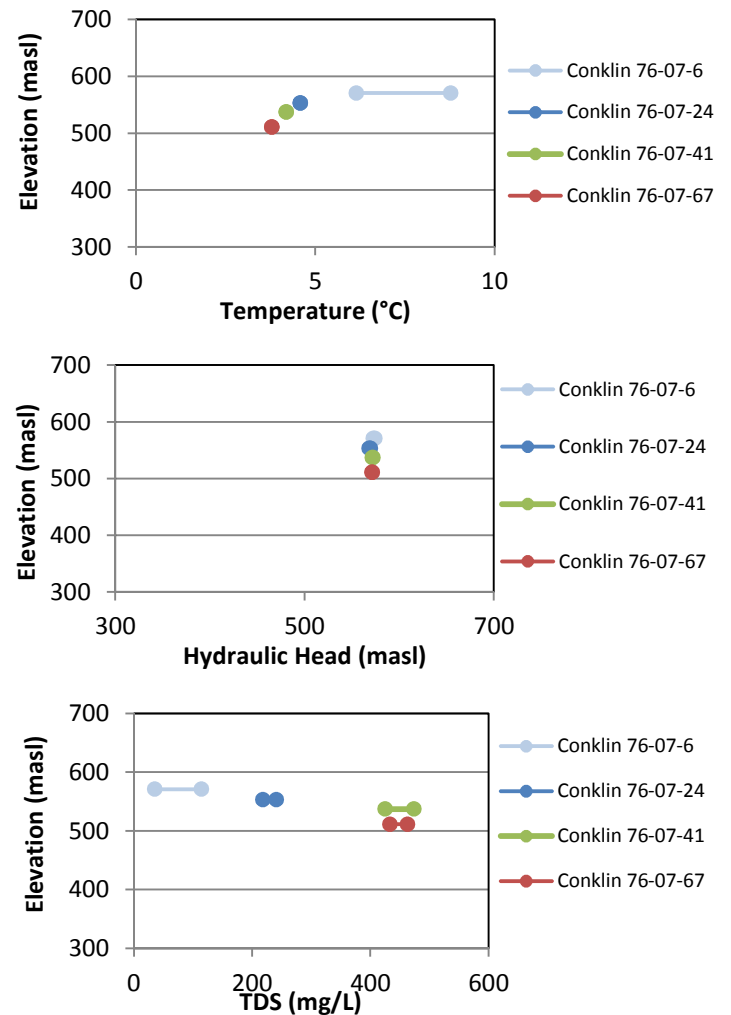 700
600
500
400
300
Elevation (masl)
0
5
10
Temperature (°C)
Conklin 76-07-6
Conklin 76-07-24
Conklin 76-07-41
Conklin 76-07-67
700
600
500
400
300
Elevation (masl)
300
500
700
Hydraulic Head (masl)
Conklin 76-07-6
Conklin 76-07-24
Conklin 76-07-41
Conklin 76-07-67
700
600
500
400
300
Elevation (masl)
0
200
400
600
TDS (mg/L)
Conklin 76-07-6
Conklin 76-07-24
Conklin 76-07-41
Conklin 76-07-67